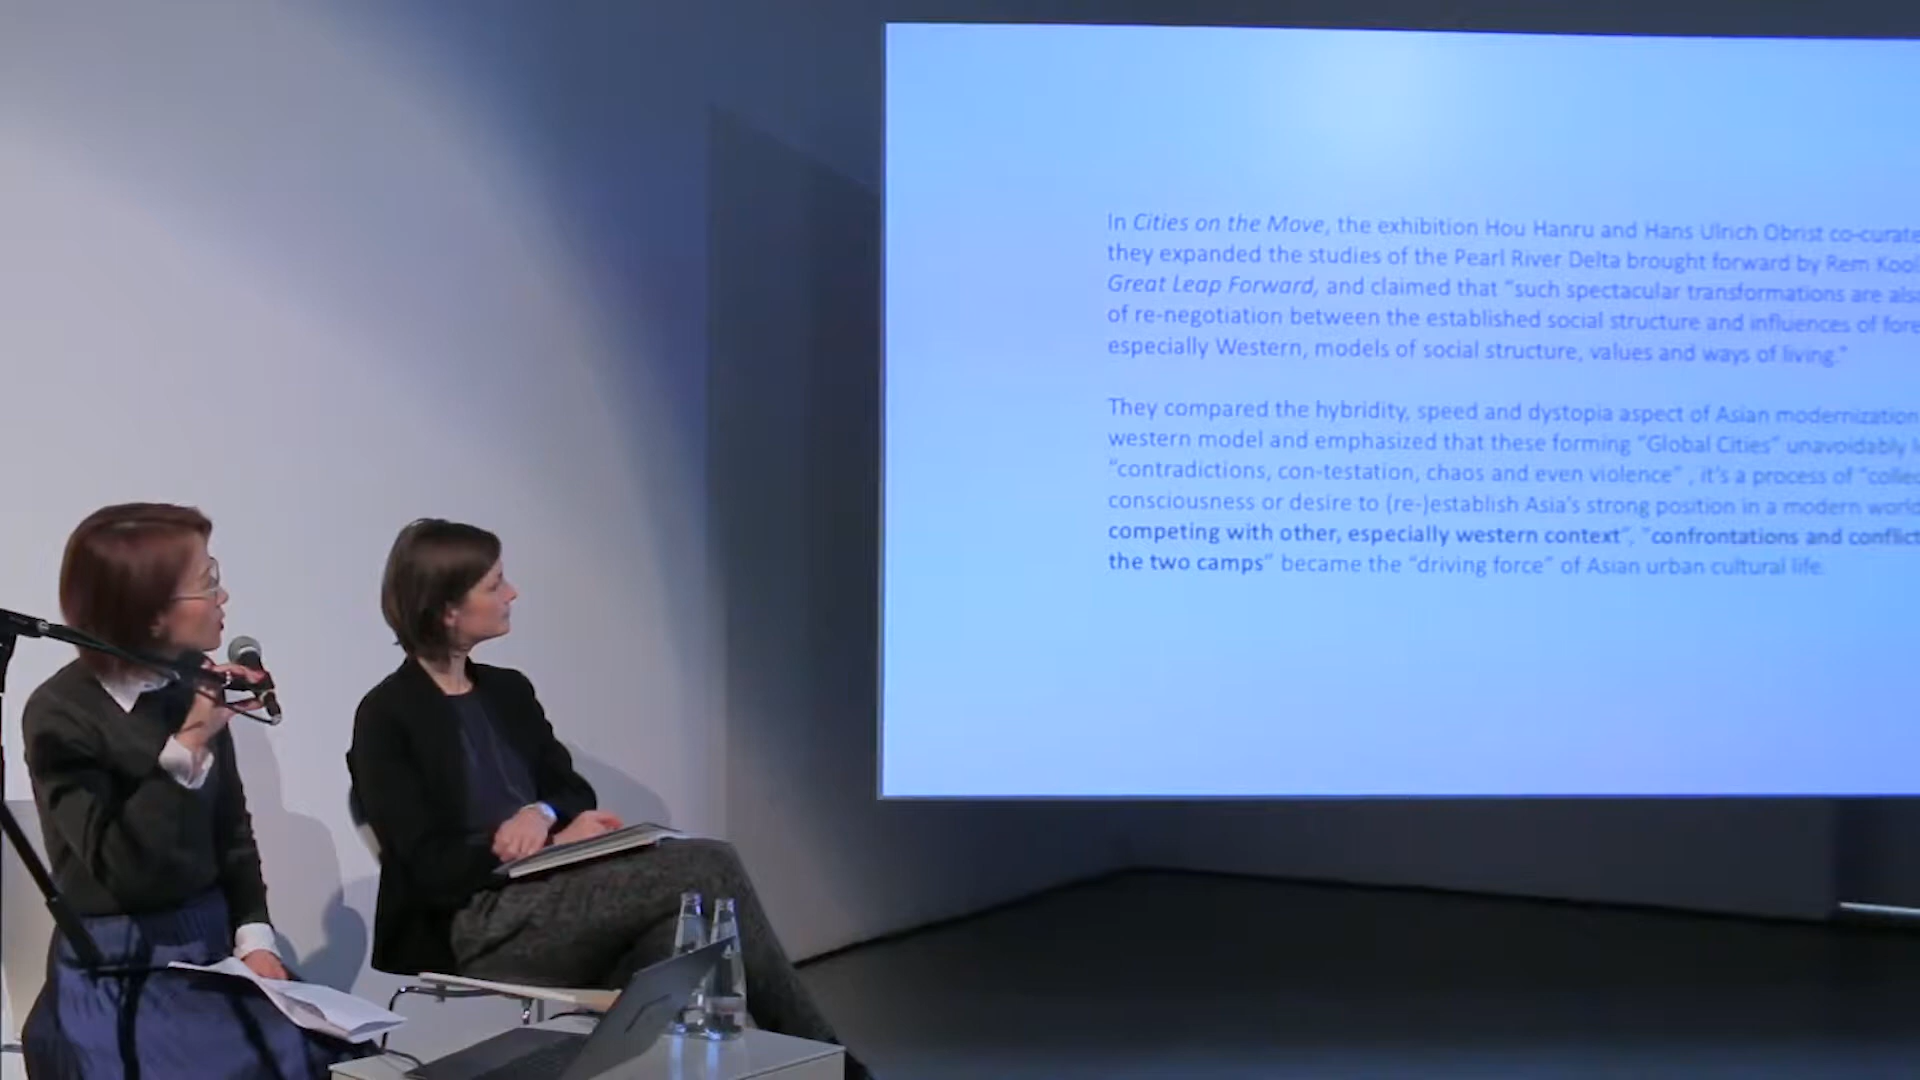 In Cities on the Move, the exhibition Hou Hanru and Hans Ulrich Obrist co-curate
they expanded the studies of the Pearl River Delta brought forward by Rem Kool
Great Leap Forward, and claimed that "such spectacular transformations are als
of re-negotiation between the established social structure and influences of fore
especially Western, models of social structure, values and ways of living."
They compared the hybridity, speed and dystopia aspect of Asian modernization
western model and emphasized that these forming "Global Cities" unavoidably
"contradictions, con-testation, chaos and even violence" , it's a process of "collec
consciousness or desire to (re-)establish Asia's strong position in a modern world
competing with other, especially western context", "confrontations and conflict
the two camps" became the "driving force" of Asian urban cultural life.